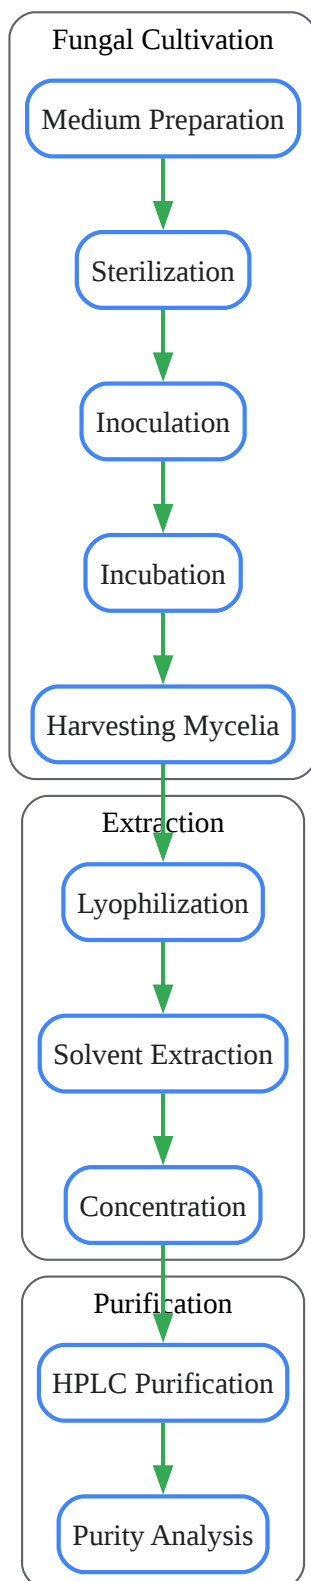 Fungal Cultivation
Medium Preparation
Sterilization
Inoculation
Incubation
Harvesting Mycelia
Extraction
Lyophilization
Solvent Extraction
Concentration
Purification
HPLC Purification
Purity Analysis